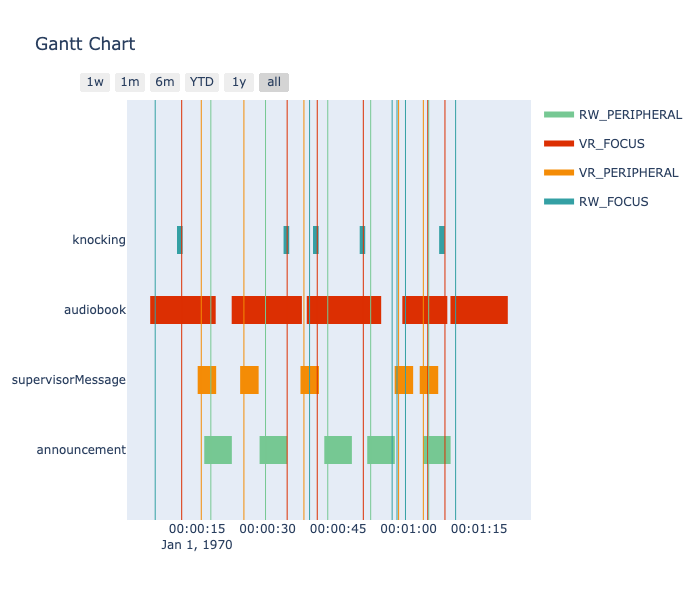 Gantt Chart
1w 1m 6m YTD 1y all
RW_PERIPHERAL
VR_FOCUS
VR_PERIPHERAL
RW_FOCUS
knocking
audiobook
supervisorMessage
announcement
00:00:15 00:00:30 00:00:45 00:01:00 00:01:15
Jan 1, 1970